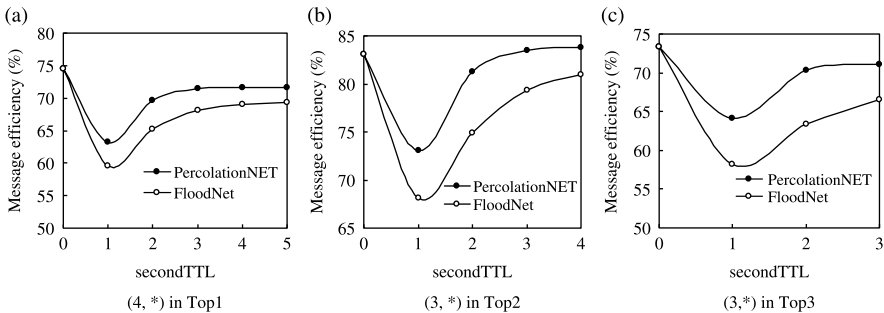 (a)
80
75
70
65
60
55
50
Message efficiency (%)
PercolationNET
FloodNet
0 1 2 3 4 5
secondTTL
(4, *) in Top1
(b)
85
80
75
70
65
Message efficiency (%)
PercolationNET
FloodNet
0 1 2 3 4
secondTTL
(3, *) in Top2
(c)
75
70
65
60
55
50
Message efficiency (%)
PercolationNET
FloodNet
0 1 2 3
secondTTL
(3,*) in Top3